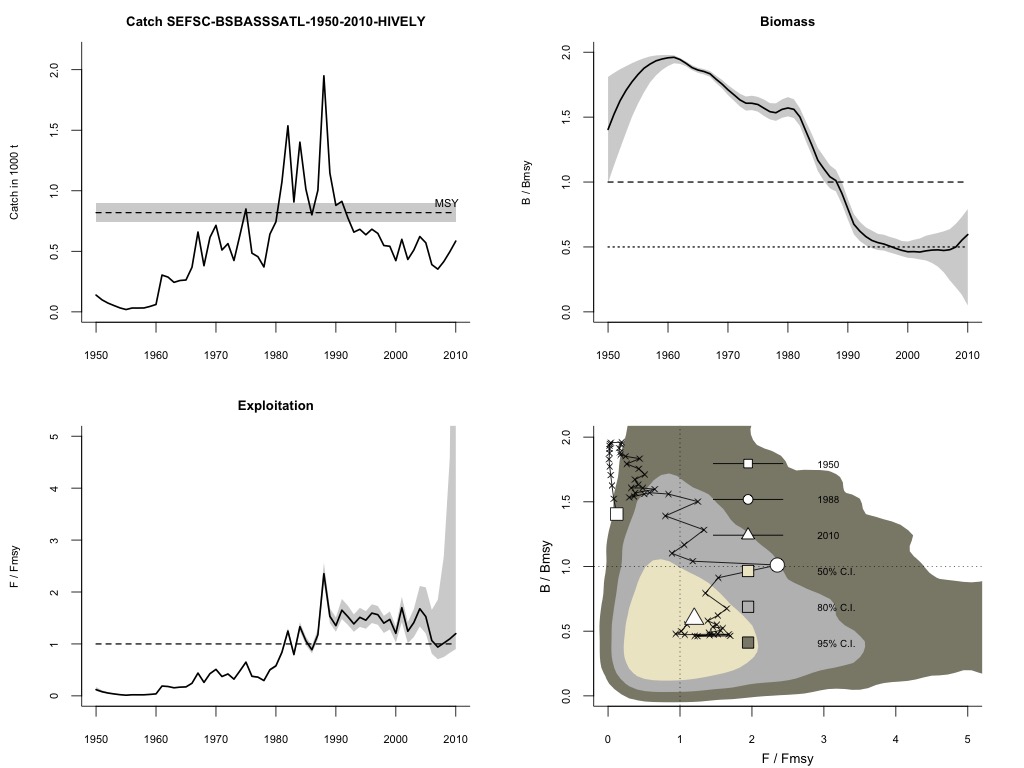 Catch SEFSC-BSBASSSATL-1950-2010-HIVELY
Catch in 1000 t
0.0 0.5 1.0 1.5 2.0
MSY
1950 1960 1970 1980 1990 2000 2010
Biomass
B / Bmsy
0.0 0.5 1.0 1.5 2.0
1950 1960 1970 1980 1990 2000 2010
Exploitation
F / Fmsy
0 1 2 3 4 5
1950 1960 1970 1980 1990 2000 2010
B / Bmsy
0.0 0.5 1.0 1.5 2.0
1950
1988
2010
50% C.I.
80% C.I.
95% C.I.
0 1 2 3 4 5
F / Fmsy